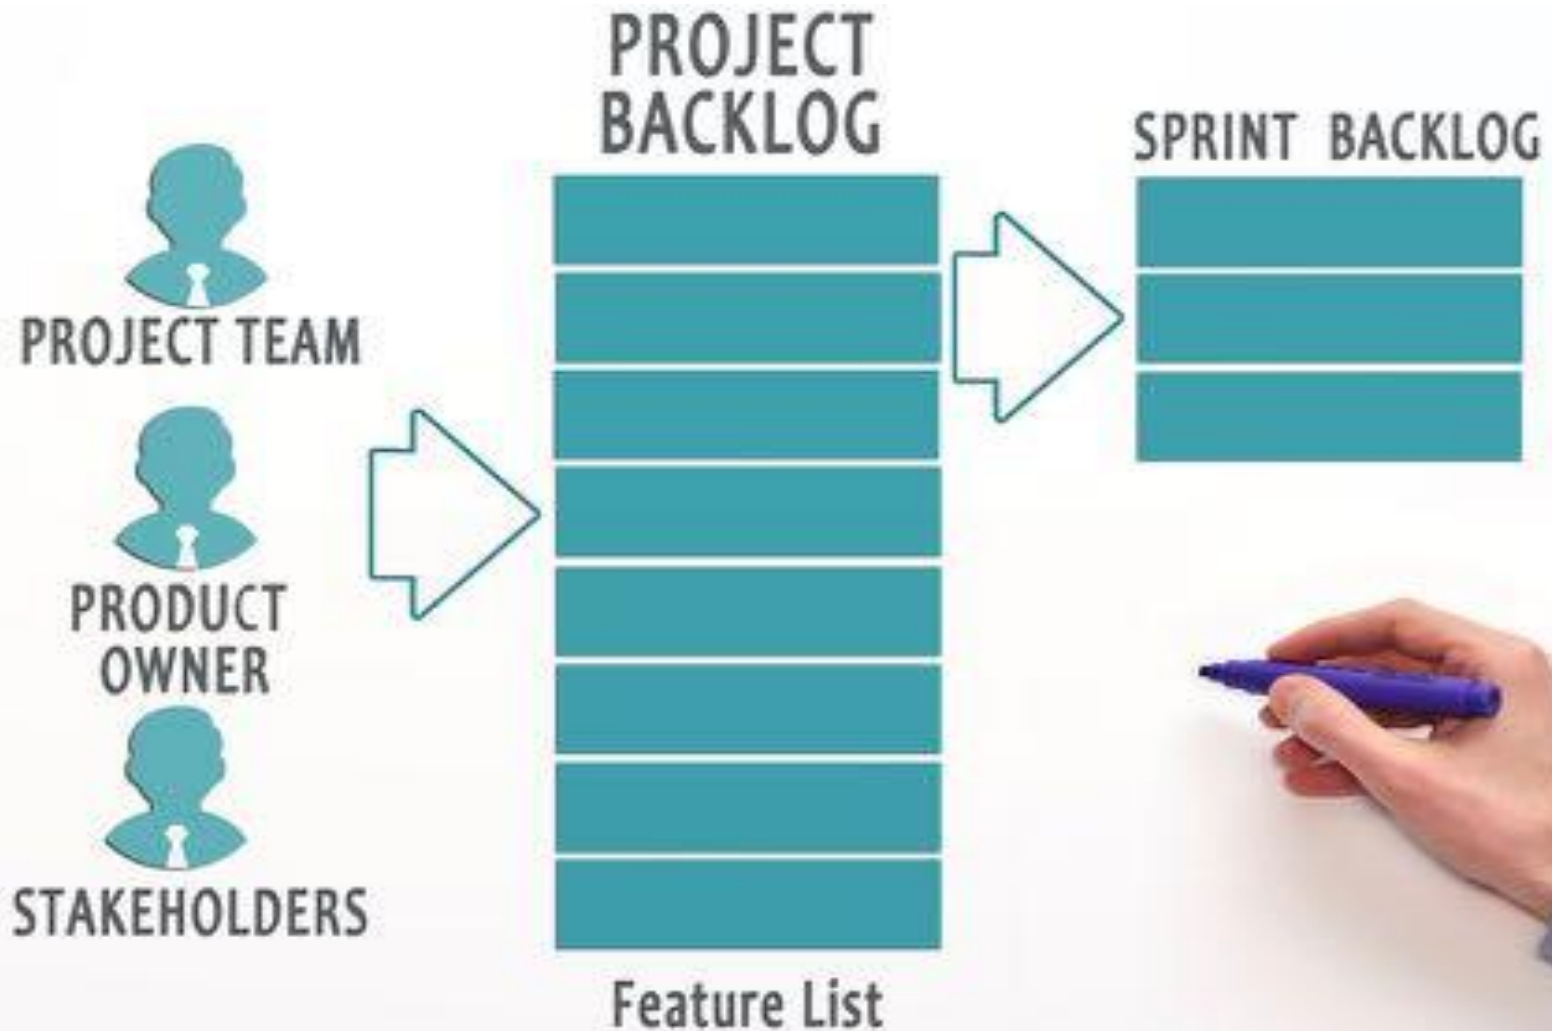 PROJECT
BACKLOG
SPRINT BACKLOG
PROJECT TEAM
PRODUCT
OWNER
STAKEHOLDERS
Feature List